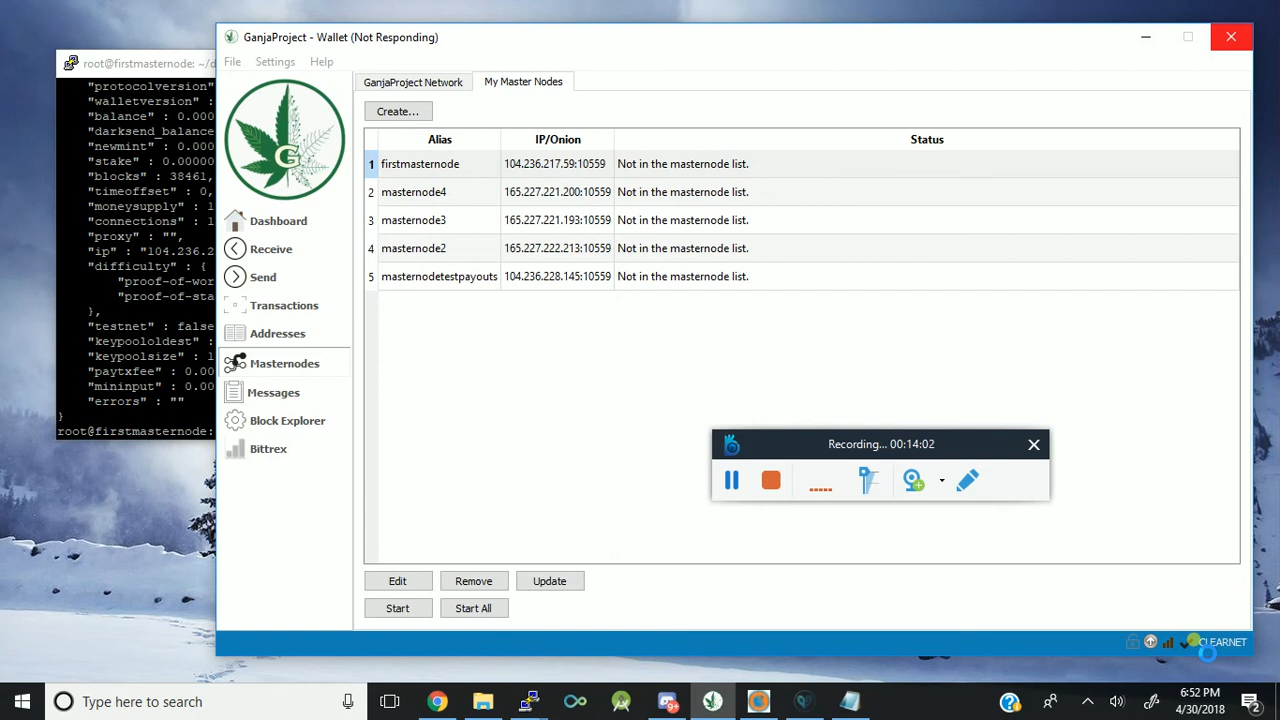 root@firstmasternode: ~/d
"protocolversion"
"walletversion" :
"balance" : 0.000
"darksend_balance
"newmint" : 0.000
"stake" : 0.00000
"blocks" : 38461,
"timeoffset" : 0,
"moneysupply" : 1
"connections" : 1
"proxy" : "",
"ip" : "104.236.2
"difficulty" : {
"proof-of-wor
"proof-of-sta
},
"testnet" : false
"keypoololdest" :
"keypoolsize" : 1
"paytxfee" : 0.00
"mininput" : 0.00
"errors" : ""
}
root@firstmasternode:
GanjaProject - Wallet (Not Responding)
File Settings Help
G
Dashboard
Receive
Send
Transactions
Addresses
Masternodes
Messages
Block Explorer
Bittrex
GanjaProject Network My Master Nodes
Create...
Alias IP/Onion Status
1 firstmasternode 104.236.217.59:10559 Not in the masternode list.
2 masternode4 165.227.221.200:10559 Not in the masternode list.
3 masternode3 165.227.221.193:10559 Not in the masternode list.
4 masternode2 165.227.222.213:10559 Not in the masternode list.
5 masternodetestpayouts 104.236.228.145:10559 Not in the masternode list.
Recording... 00:14:02
Edit Remove Update
Start Start All
CLEARNET
Type here to search
6:52 PM
4/30/2018
2